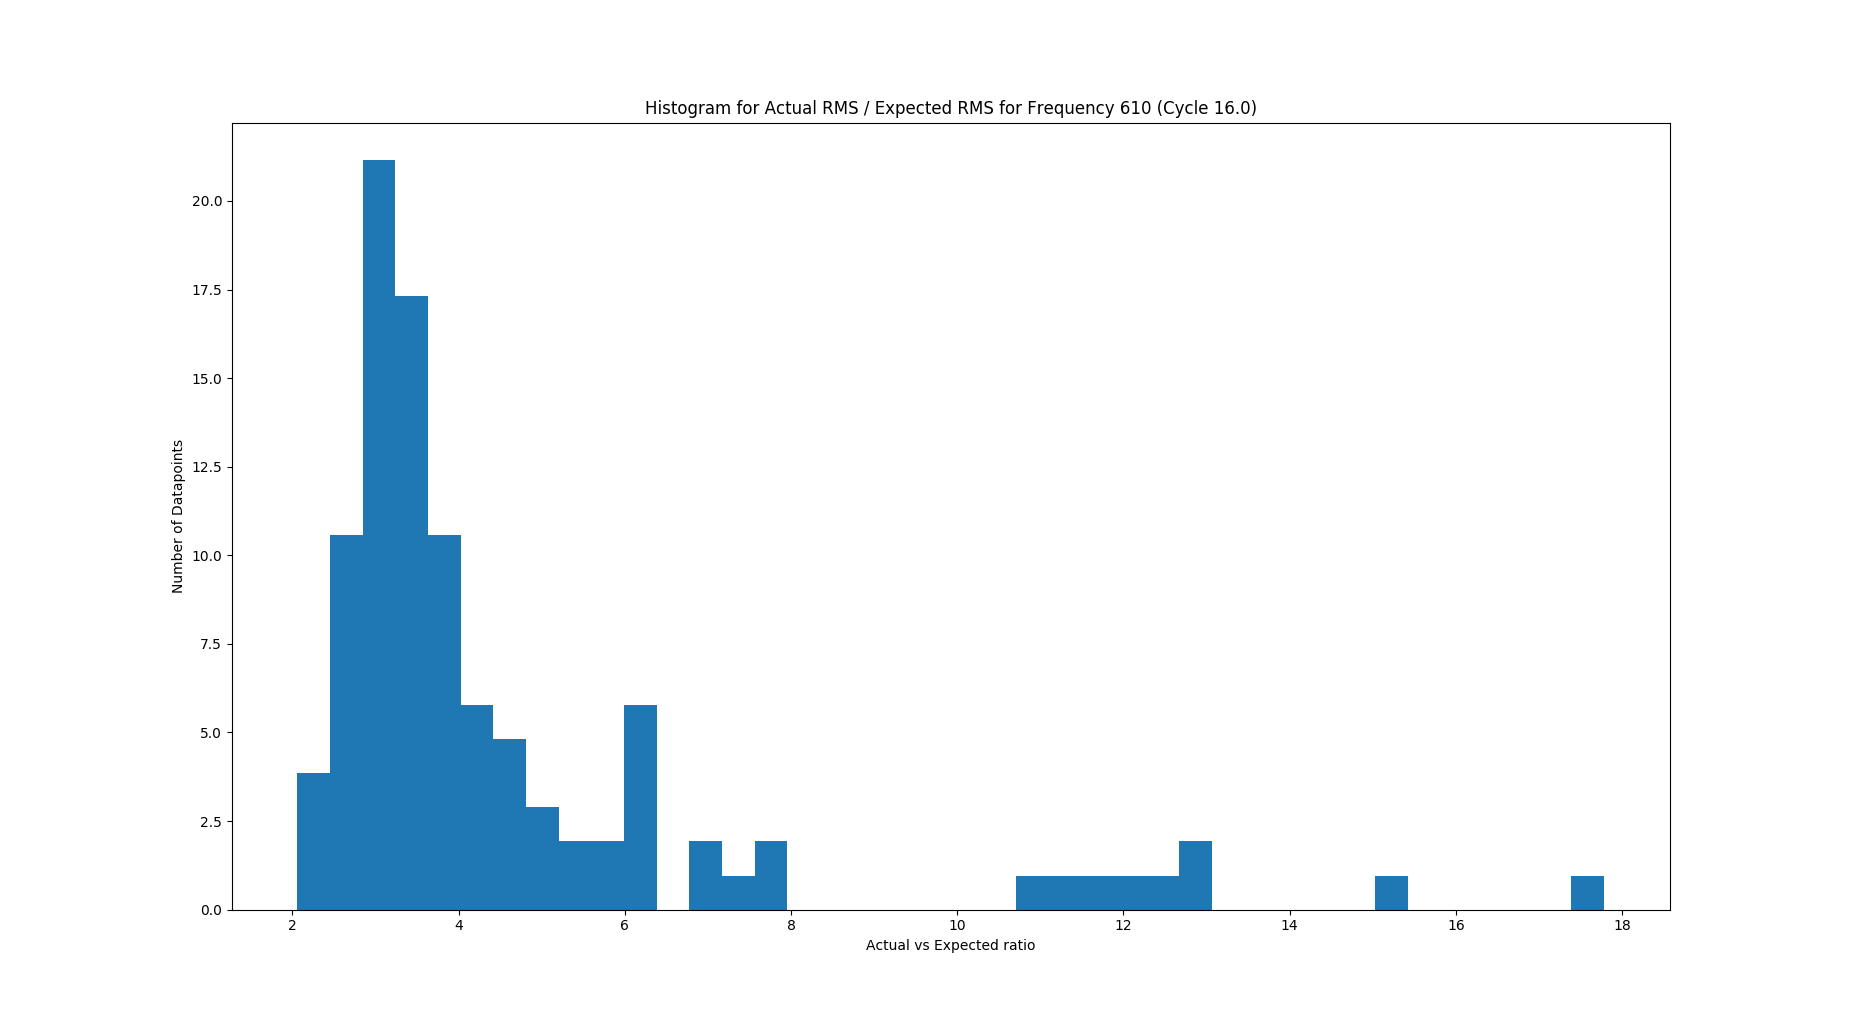 Histogram for Actual RMS / Expected RMS for Frequency 610 (Cycle 16.0)
20.0
17.5
15.0
12.5
10.0
7.5
5.0
2.5
0.0
Number of Datapoints
2 4 6 8 10 12 14 16 18
Actual vs Expected ratio